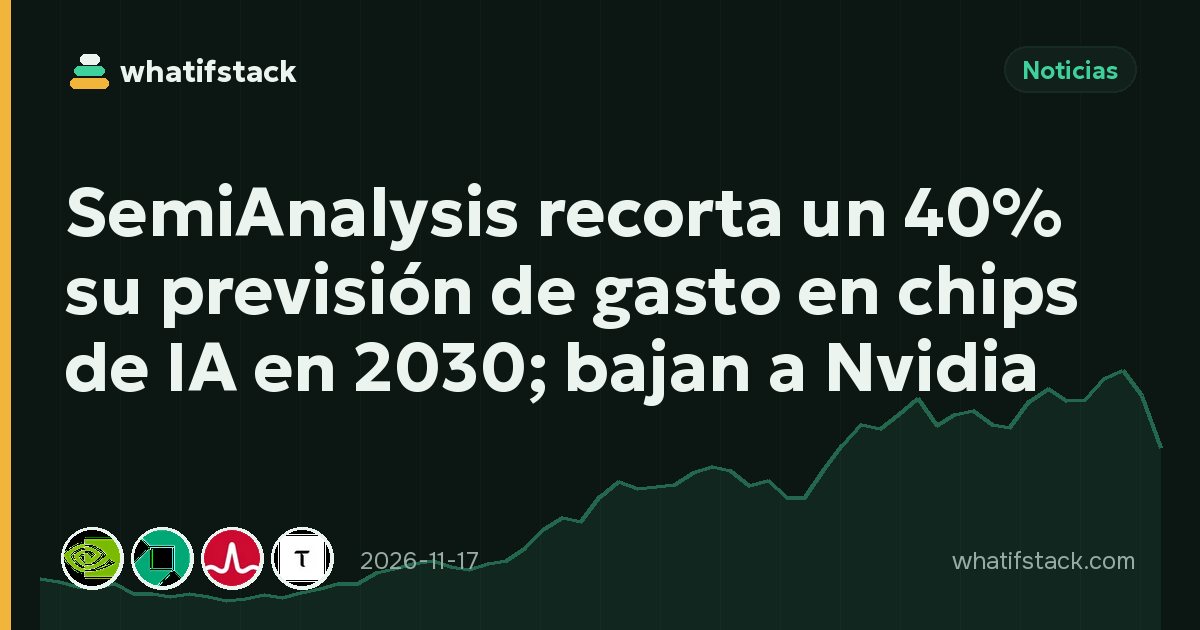 whatifstack
Noticias
SemiAnalysis recorta un 40%
su previsión de gasto en chips
de IA en 2030; bajan a Nvidia
τ
2026-11-17
whatifstack.com